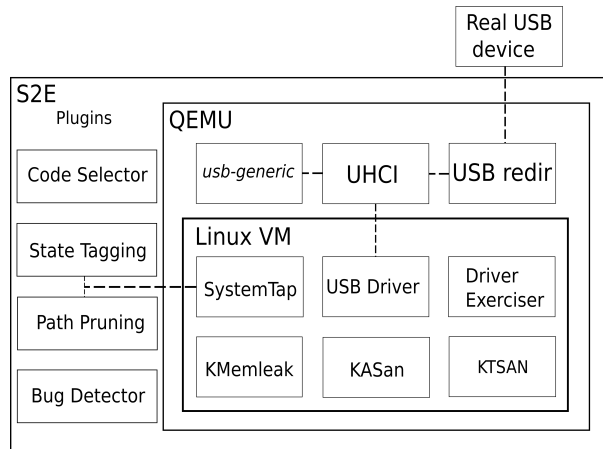 Real USB
device
S2E
Plugins
QEMU
Code Selector
usb-generic
UHCI
USB redir
Linux VM
State Tagging
SystemTap
USB Driver
Driver
Exerciser
Path Pruning
KMemleak
KASan
KTSAN
Bug Detector